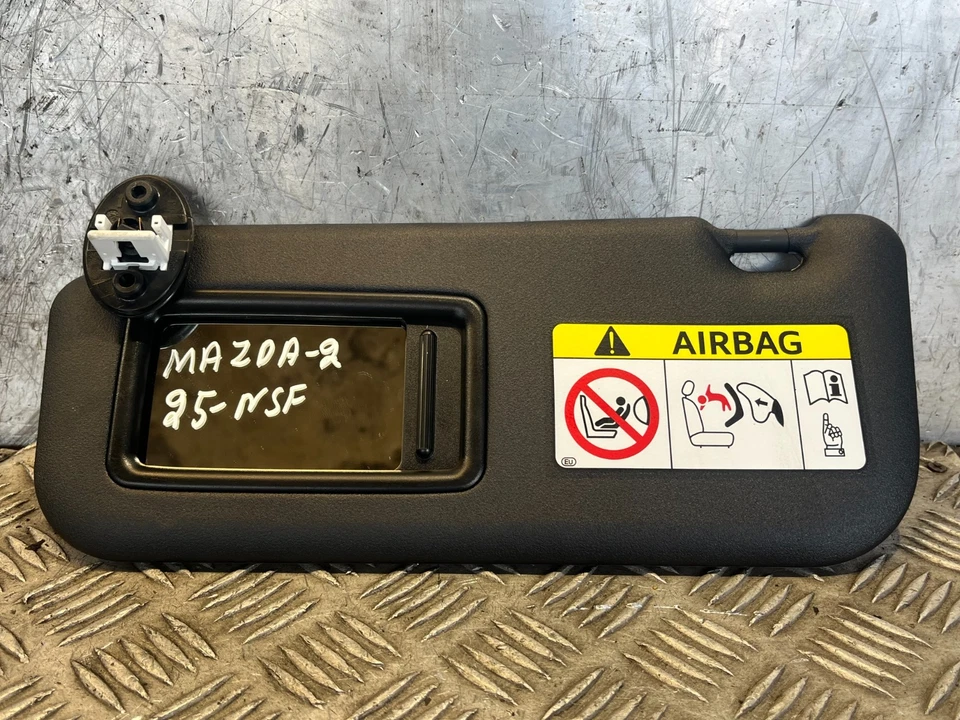 MAZDA-2
25-NSF
AIRBAG
EU